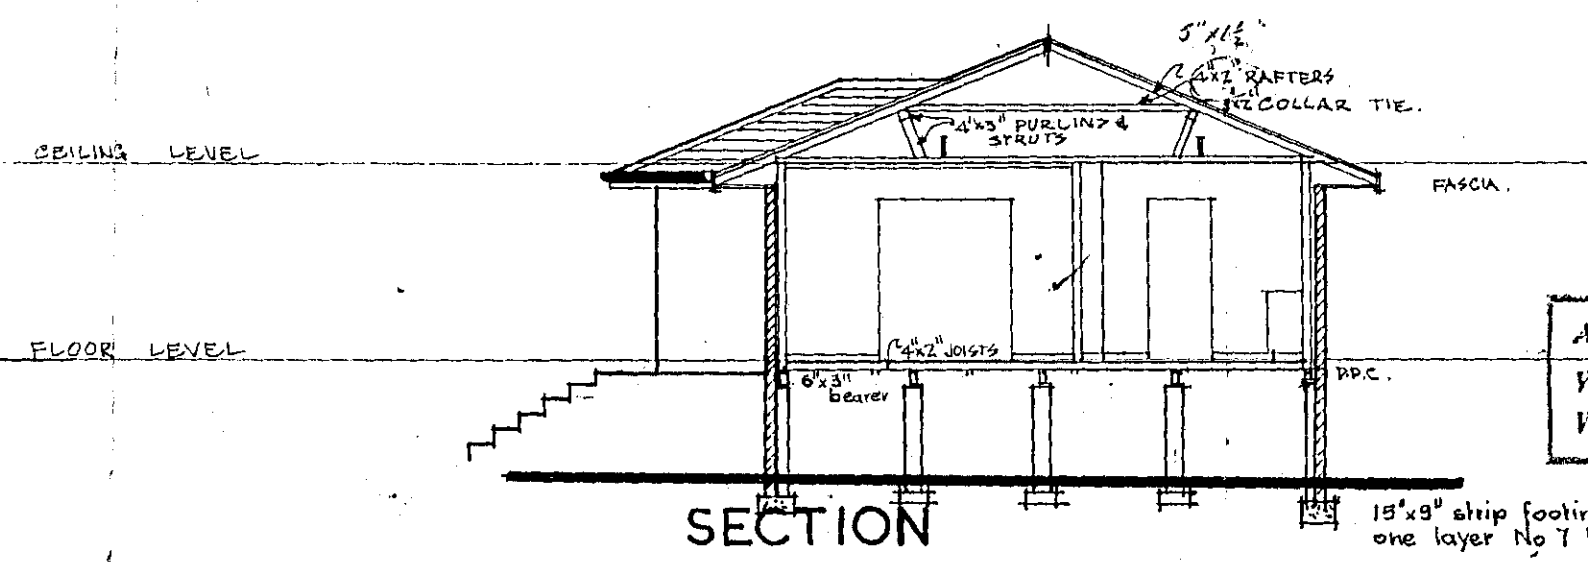 5"x1½"
4"x2" RAFTERS
COLLAR TIE.
4"x3" PURLINS &
STRUTS
CEILING LEVEL
FASCIA.
FLOOR LEVEL
4"x2" JOISTS
6"x3"
bearer
D.P.C.
SECTION
15"x9" strip footin
one layer No 7